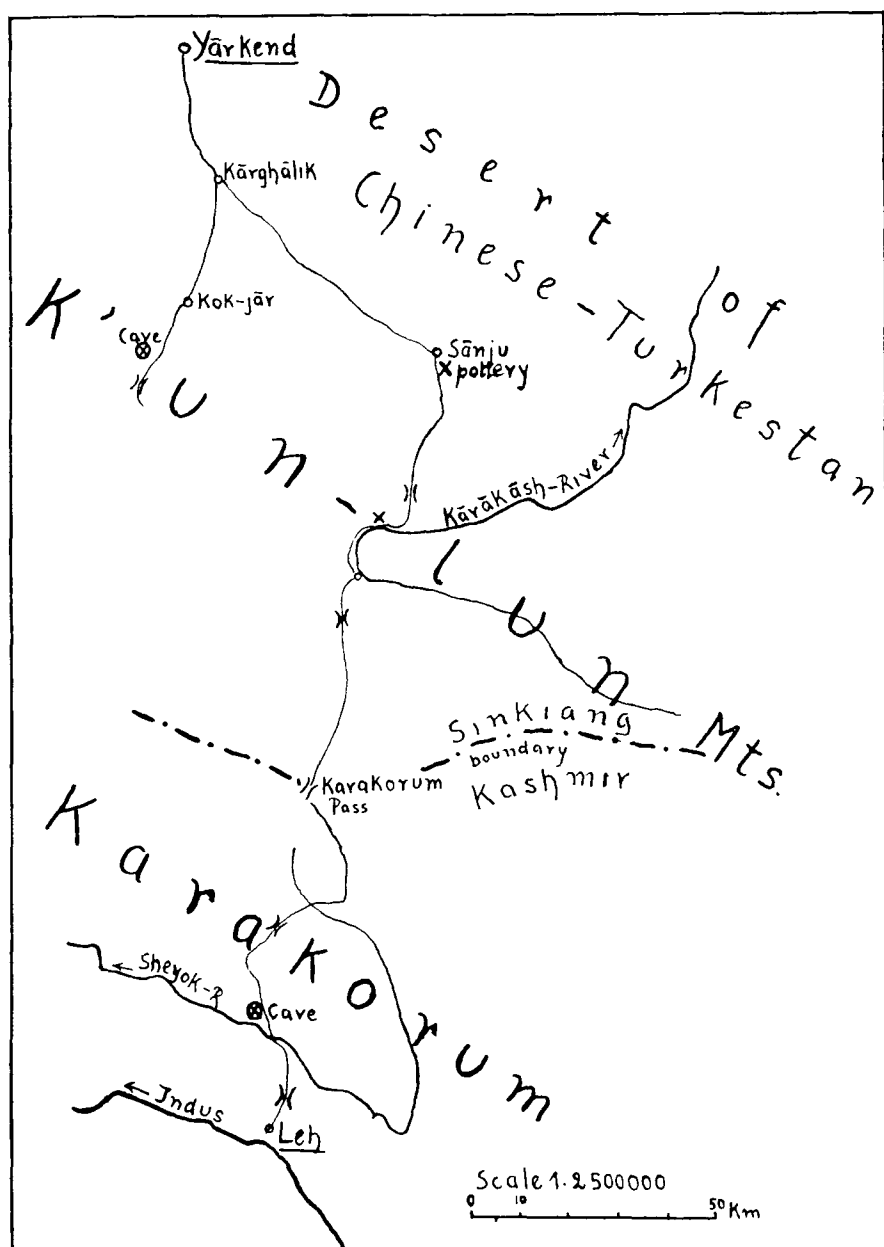 Yārkend
Desert of
Chinese-Turkestan
Kārghālik
Kok-jār
Cave
K'un-lun Mts.
Sānju
x pottery
Kārākāsh-River →
Sinkiang
boundary
Kashmir
Karakorum
Pass
Karakorum
← Sheyok-R
Cave
← Indus
Leh
Scale 1:2500000
0 10 50 Km